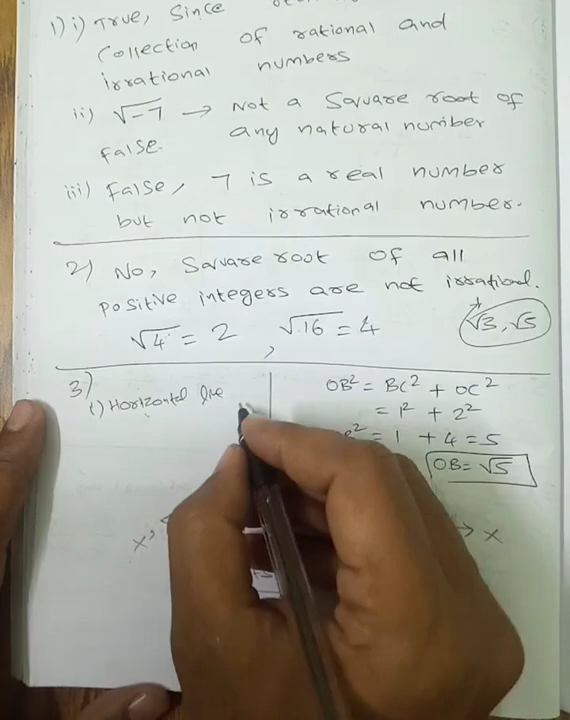 1) i) True, Since
Collection of rational and
irrational numbers
ii) √-7 → Not a Square root of
False. any natural number
iii) False, 7 is a real number
but not irrational number.
2) No, Square root of all
Positive integers are not irrational.
√4 = 2 , √16 = 4 √3, √5
3)
i) Horizontal line
OB² = BC² + OC²
= 1² + 2²
² = 1 + 4 = 5
OB = √5
X' X